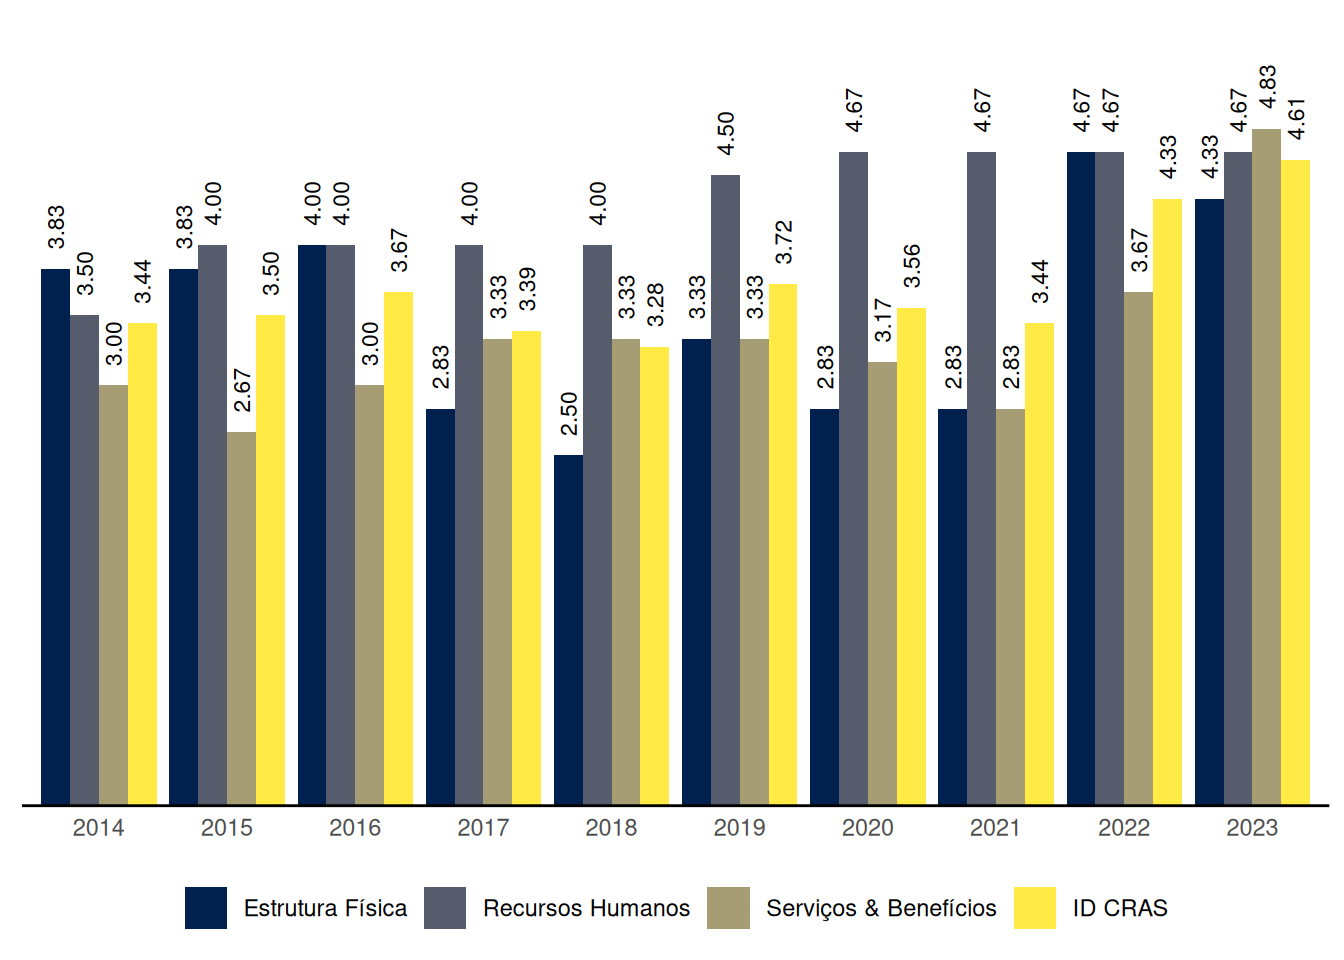 3.83 3.50 3.00 3.44 3.83 4.00 2.67 3.50 4.00 4.00 3.00 3.67 2.83 4.00 3.33 3.39 2.50 4.00 3.33 3.28 3.33 4.50 3.33 3.72 2.83 4.67 3.17 3.56 2.83 4.67 2.83 3.44 4.67 4.67 3.67 4.33 4.33 4.67 4.83 4.61
2014 2015 2016 2017 2018 2019 2020 2021 2022 2023
Estrutura Física Recursos Humanos Serviços & Benefícios ID CRAS